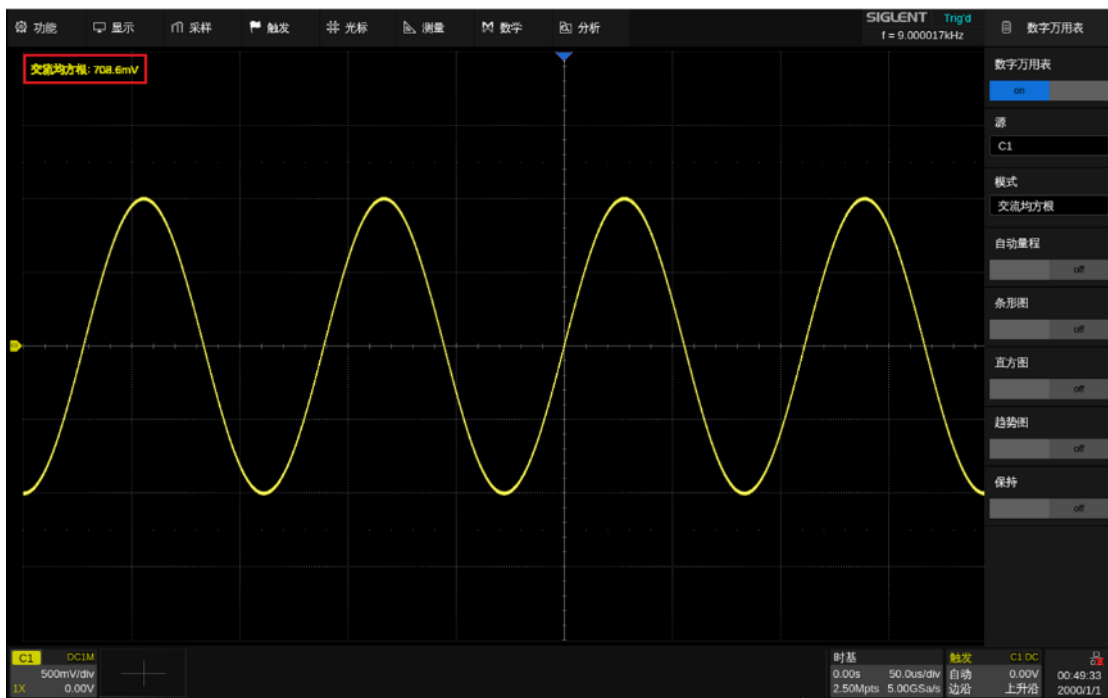 功能 显示 采样 触发 光标 测量 数学 分析
SIGLENT Trig'd
f = 9.000017kHz
数字万用表
交流均方根: 708.6mV
数字万用表
on
源
C1
模式
交流均方根
自动量程
off
条形图
off
直方图
off
趋势图
off
保持
off
C1 DC1M
500mV/div
1X 0.00V
时基
0.00s 50.0us/div
2.50Mpts 5.00GSa/s
触发 C1 DC
自动 0.00V
边沿 上升沿
00:49:33
2000/1/1